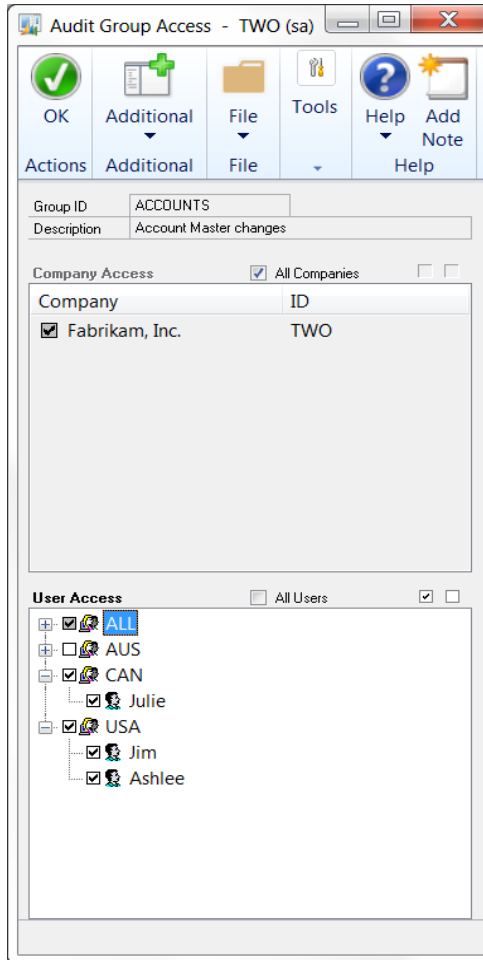 Audit Group Access - TWO (sa)
OK Additional File Tools Help Add Note
Actions Additional File Help
Group ID ACCOUNTS
Description Account Master changes
Company Access All Companies
Company ID
Fabrikam, Inc. TWO
User Access All Users
ALL
AUS
CAN
Julie
USA
Jim
Ashlee